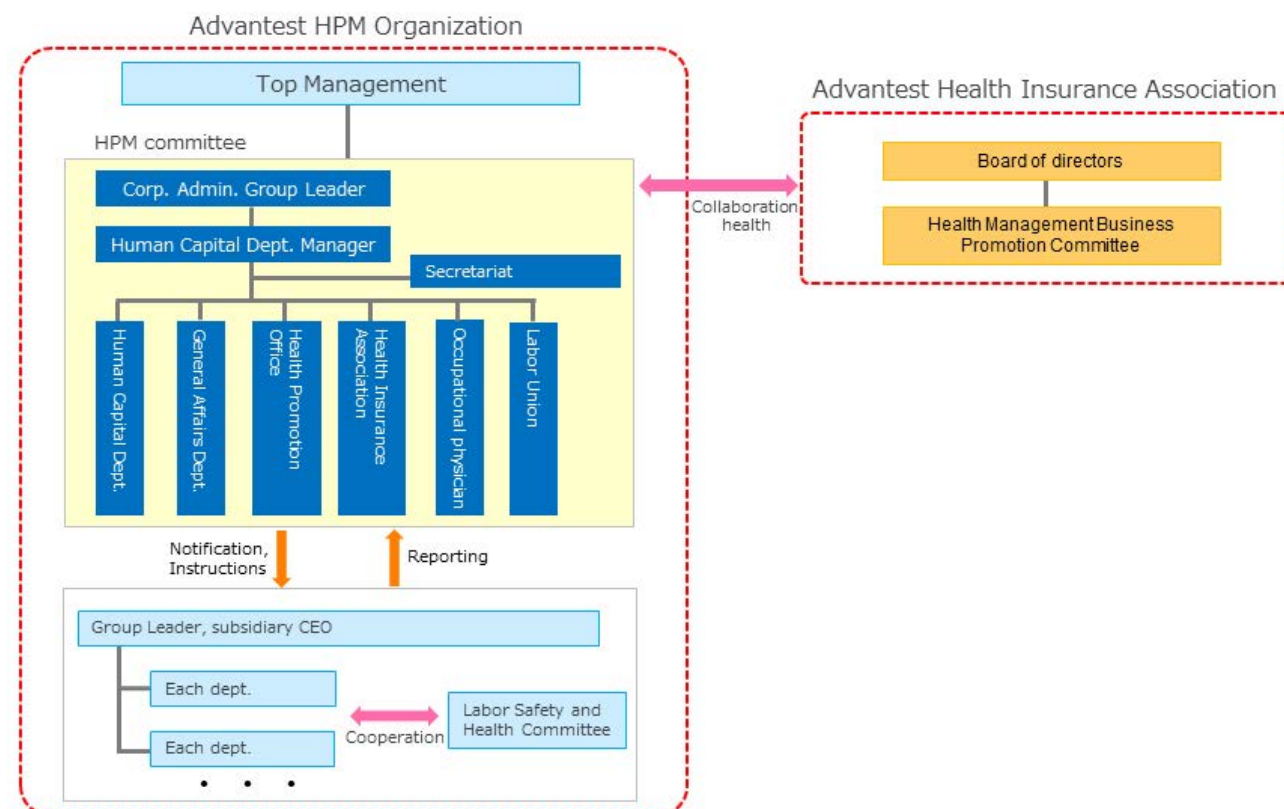 Advantest HPM Organization
Top Management
HPM committee
Corp. Admin. Group Leader
Human Capital Dept. Manager
Secretariat
Human Capital Dept.
General Affairs Dept.
Health Promotion
Office
Health Insurance
Association
Occupational physician
Labor Union
Notification,
Instructions
Reporting
Group Leader, subsidiary CEO
Each dept.
Each dept.
Cooperation
Labor Safety and
Health Committee
• • •
Collaboration
health
Advantest Health Insurance Association
Board of directors
Health Management Business
Promotion Committee